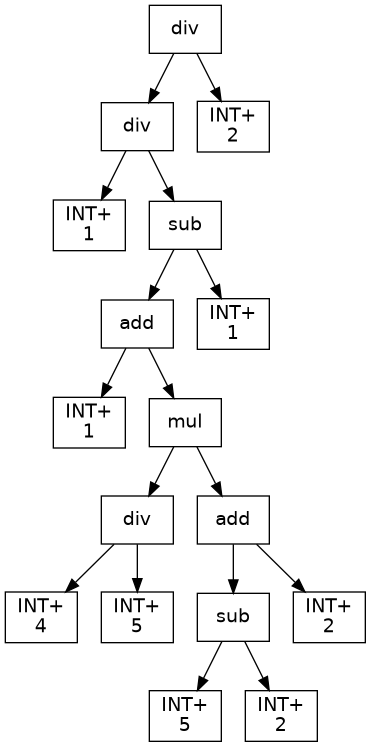 div
div
INT+
2
INT+
1
sub
add
INT+
1
INT+
1
mul
div
add
INT+
4
INT+
5
sub
INT+
2
INT+
5
INT+
2